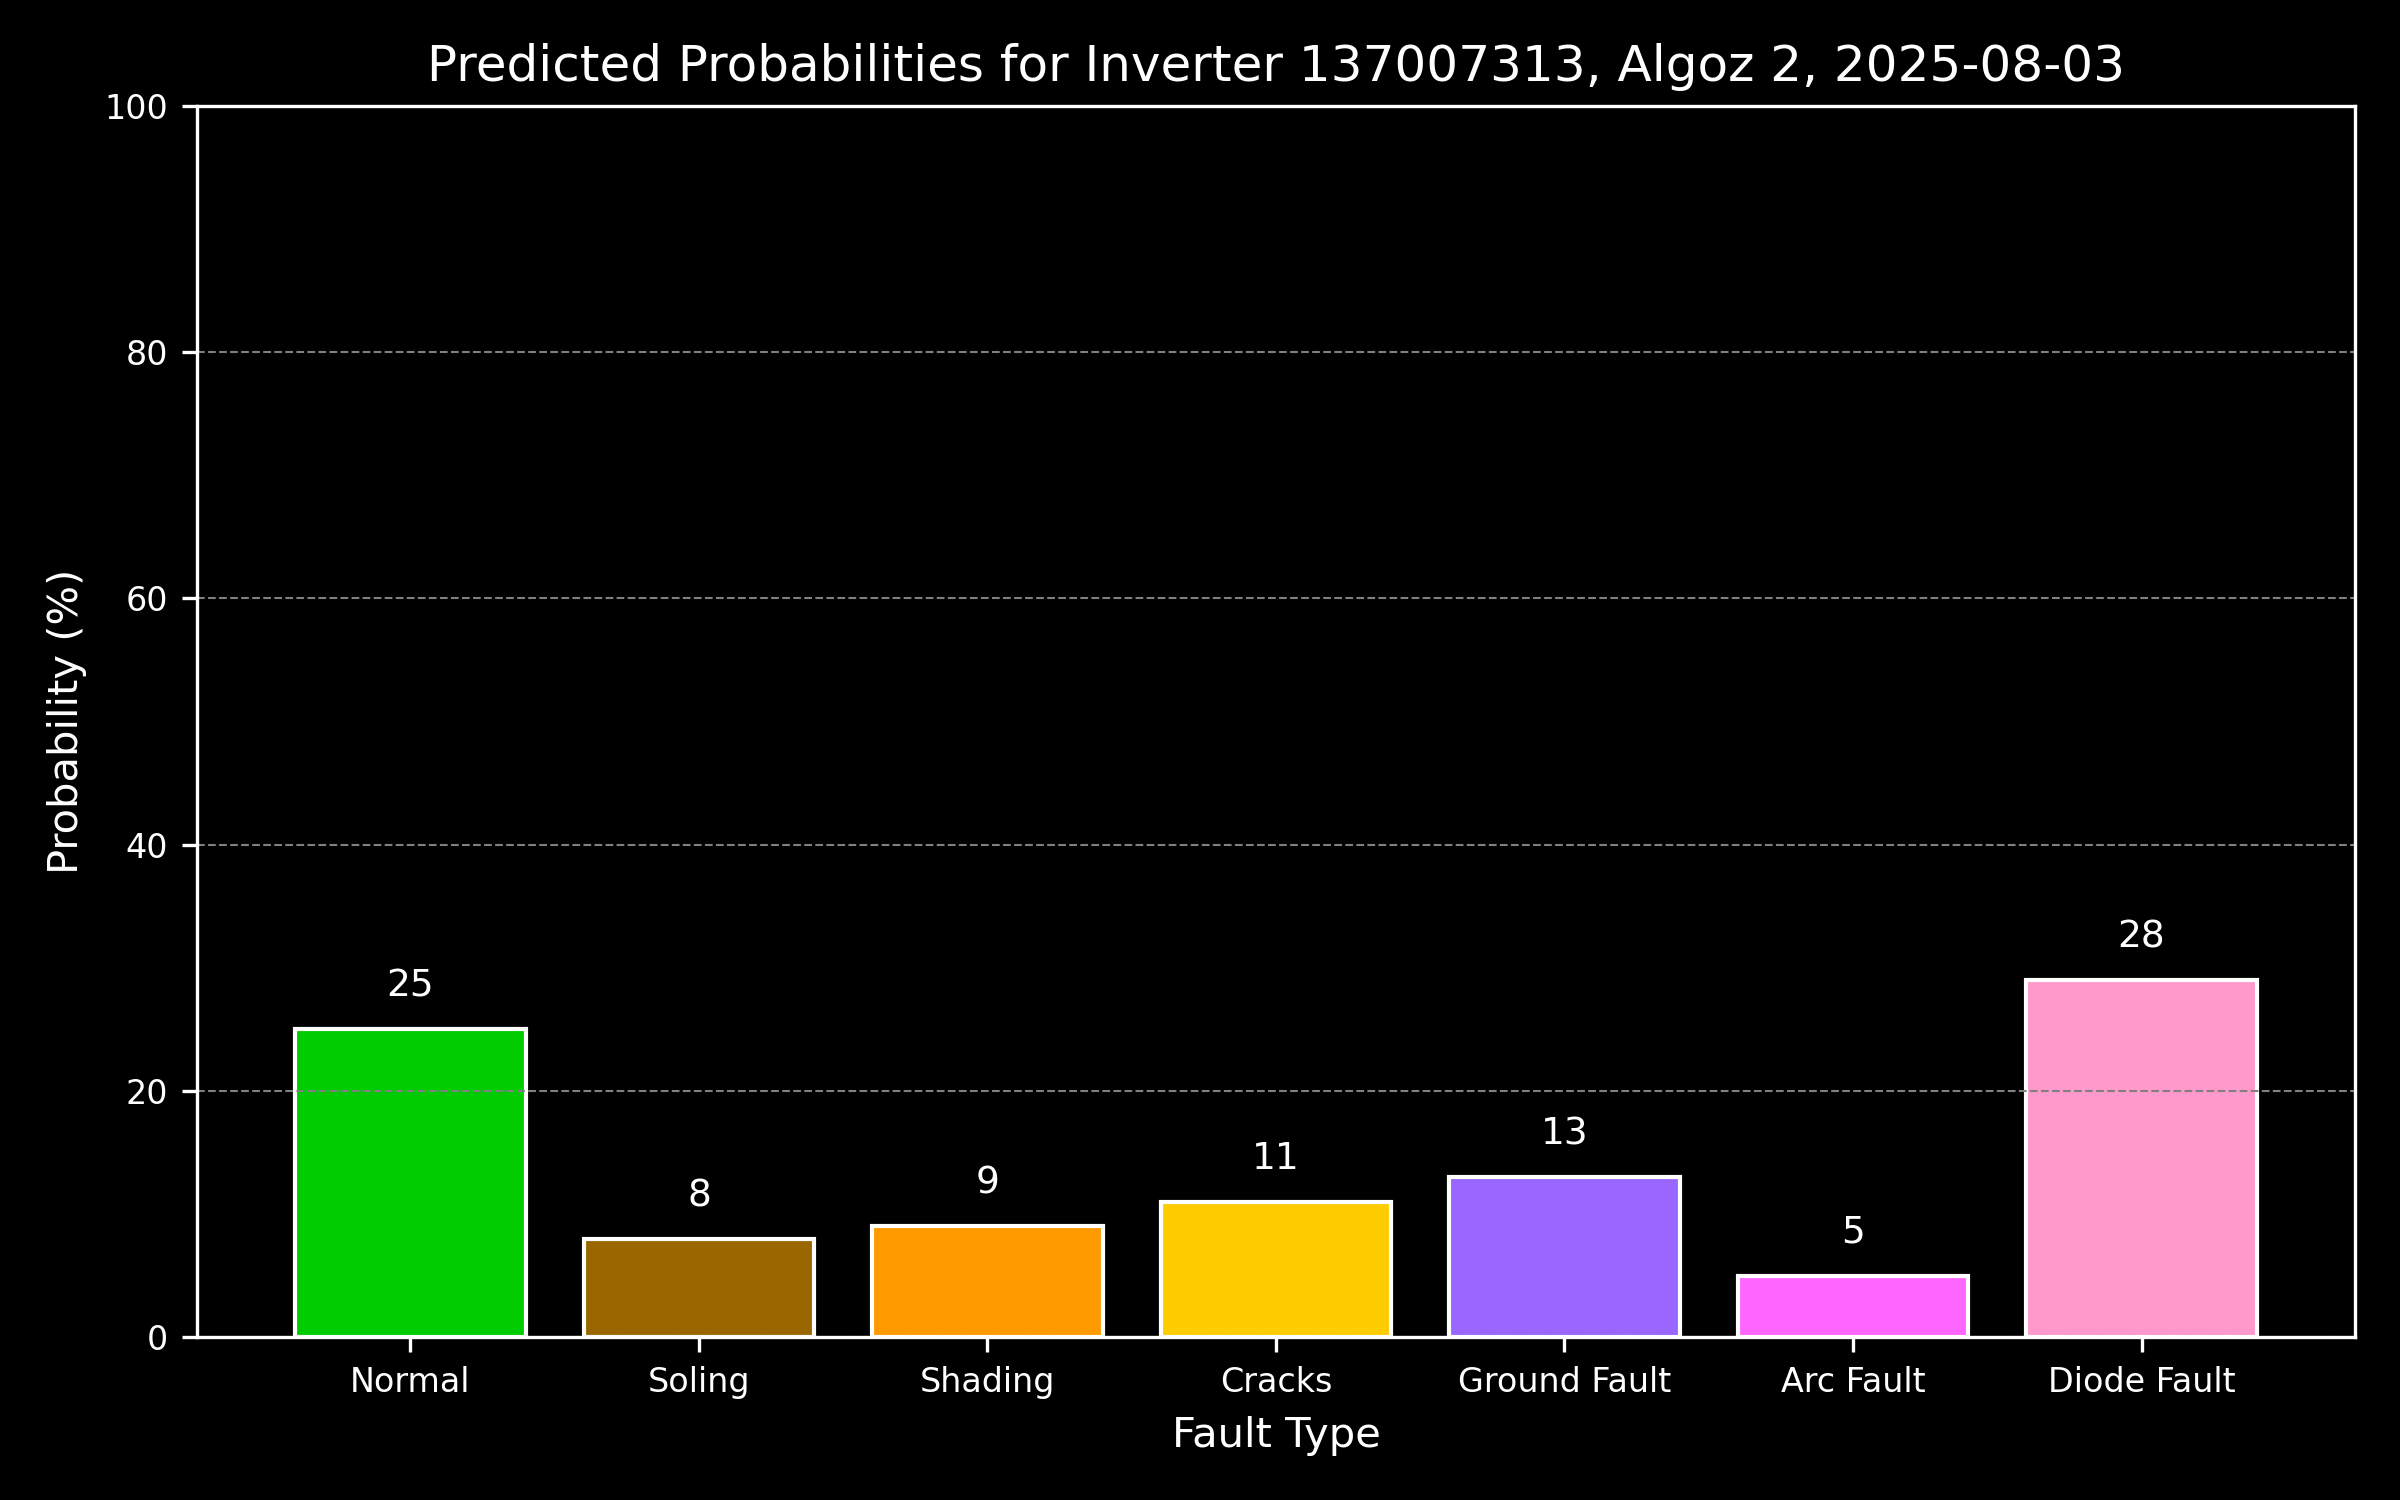 Predicted Probabilities for Inverter 137007313, Algoz 2, 2025-08-03
100
80
60
40
20
0
Probability (%)
25
8
9
11
13
5
28
Normal
Soling
Shading
Cracks
Ground Fault
Arc Fault
Diode Fault
Fault Type